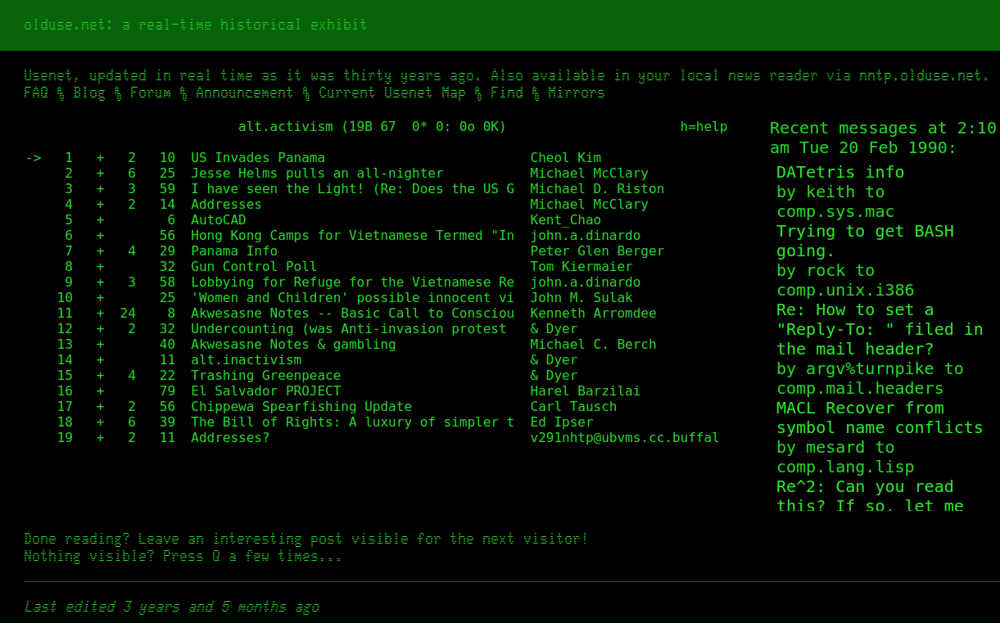 olduse.net: a real-time historical exhibit
Usenet, updated in real time as it was thirty years ago. Also available in your local news reader via nntp.olduse.net.
FAQ % Blog % Forum % Announcement % Current Usenet Map % Find % Mirrors
alt.activism (19B 67  0* 0: 0o 0K)                      h=help
->   1   +   2   10  US Invades Panama                          Cheol Kim
     2   +   6   25  Jesse Helms pulls an all-nighter           Michael McClary
     3   +   3   59  I have seen the Light! (Re: Does the US G  Michael D. Riston
     4   +   2   14  Addresses                                  Michael McClary
     5   +        6  AutoCAD                                    Kent_Chao
     6   +       56  Hong Kong Camps for Vietnamese Termed "In  john.a.dinardo
     7   +   4   29  Panama Info                                Peter Glen Berger
     8   +       32  Gun Control Poll                           Tom Kiermaier
     9   +   3   58  Lobbying for Refuge for the Vietnamese Re  john.a.dinardo
    10   +       25  'Women and Children' possible innocent vi  John M. Sulak
    11   +  24    8  Akwesasne Notes -- Basic Call to Consciou  Kenneth Arromdee
    12   +   2   32  Undercounting (was Anti-invasion protest   & Dyer
    13   +       40  Akwesasne Notes & gambling                 Michael C. Berch
    14   +       11  alt.inactivism                             & Dyer
    15   +   4   22  Trashing Greenpeace                        & Dyer
    16   +       79  El Salvador PROJECT                        Harel Barzilai
    17   +   2   56  Chippewa Spearfishing Update               Carl Tausch
    18   +   6   39  The Bill of Rights: A luxury of simpler t  Ed Ipser
    19   +   2   11  Addresses?                                 v291nhtp@ubvms.cc.buffal
Recent messages at 2:10
am Tue 20 Feb 1990:
DATetris info
by keith to
comp.sys.mac
Trying to get BASH
going.
by rock to
comp.unix.i386
Re: How to set a
"Reply-To: " filed in
the mail header?
by argv%turnpike to
comp.mail.headers
MACL Recover from
symbol name conflicts
by mesard to
comp.lang.lisp
Re^2: Can you read
this? If so, let me
Done reading? Leave an interesting post visible for the next visitor!
Nothing visible? Press Q a few times...
Last edited 3 years and 5 months ago